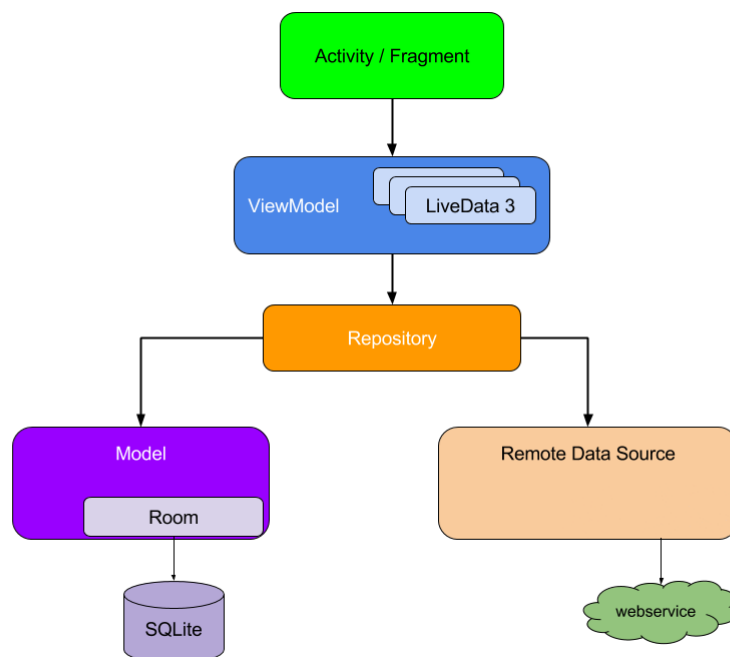 Activity / Fragment
ViewModel
LiveData 3
Repository
Model
Remote Data Source
Room
SQLite
webservice